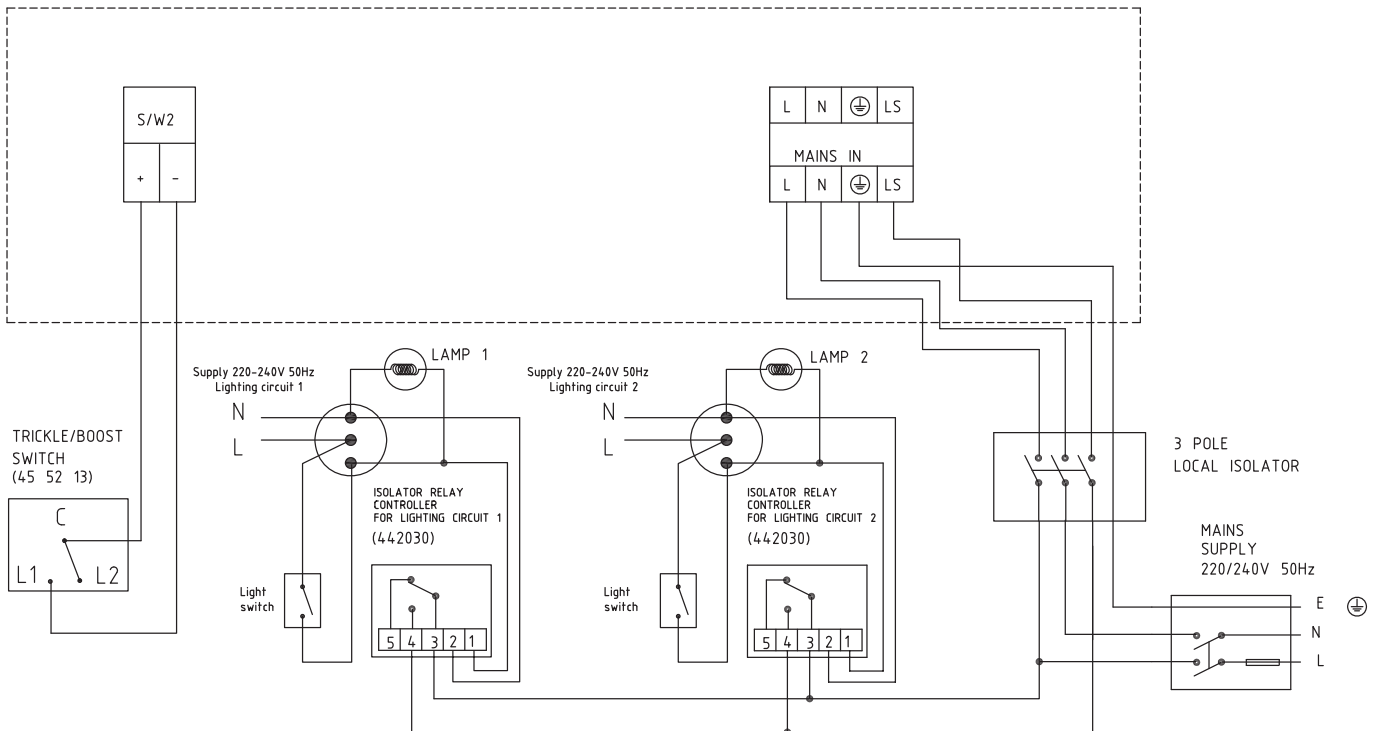 S/W2
+ -
L N LS
MAINS IN
L N LS
LAMP 1
Supply 220-240V 50Hz
Lighting circuit 1
N
L
LAMP 2
Supply 220-240V 50Hz
Lighting circuit 2
N
L
TRICKLE/BOOST
SWITCH
(45 52 13)
C
L1 L2
ISOLATOR RELAY
CONTROLLER
FOR LIGHTING CIRCUIT 1
(442030)
Light
switch
5 4 3 2 1
ISOLATOR RELAY
CONTROLLER
FOR LIGHTING CIRCUIT 2
(442030)
Light
switch
5 4 3 2 1
3 POLE
LOCAL ISOLATOR
MAINS
SUPPLY
220/240V 50Hz
E
N
L